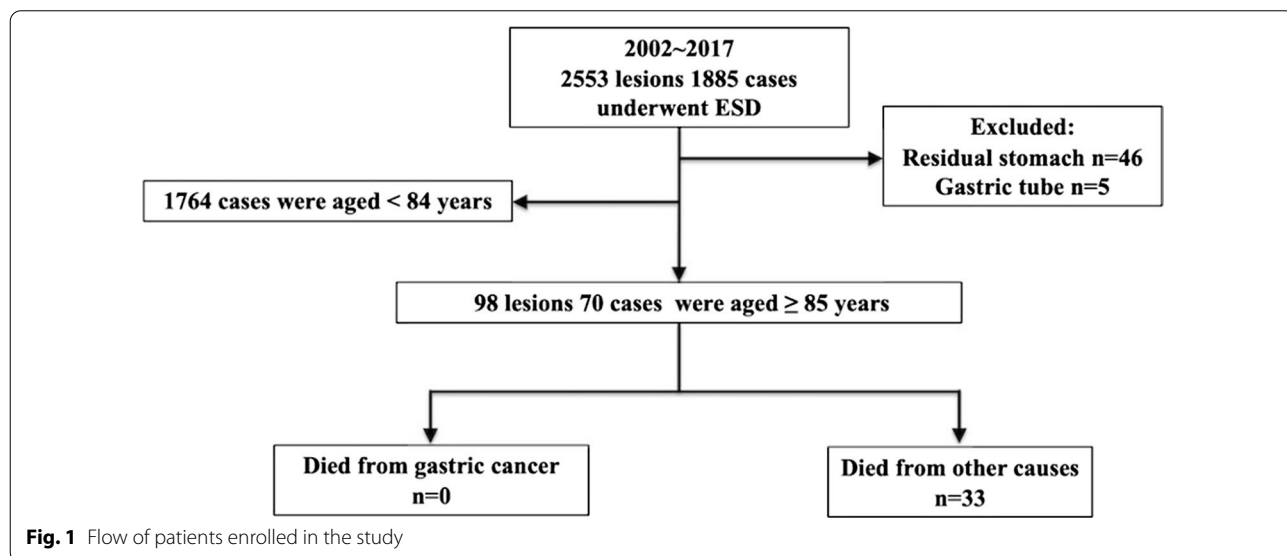 2002~2017
2553 lesions 1885 cases
underwent ESD
Excluded:
Residual stomach n=46
Gastric tube n=5
1764 cases were aged < 84 years
98 lesions 70 cases were aged ≥ 85 years
Died from gastric cancer
n=0
Died from other causes
n=33
Fig. 1 Flow of patients enrolled in the study